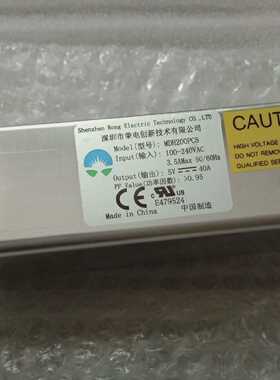 Shenzhen Rong Electric Technology CO.,LTD
深圳市荣电创新技术有限公司
Model(型号): MDH200PC5
Input(输入): 100-240VAC
3.5AMax 50/60Hz
Output(输出): 5V 40A
PF Value(功率因数): >0.95
CE c RU US
E479524
Made in China 中国制造
CAUT
HIGH VOLTAGE
DO NOT REMOV
QUALIFIED SER